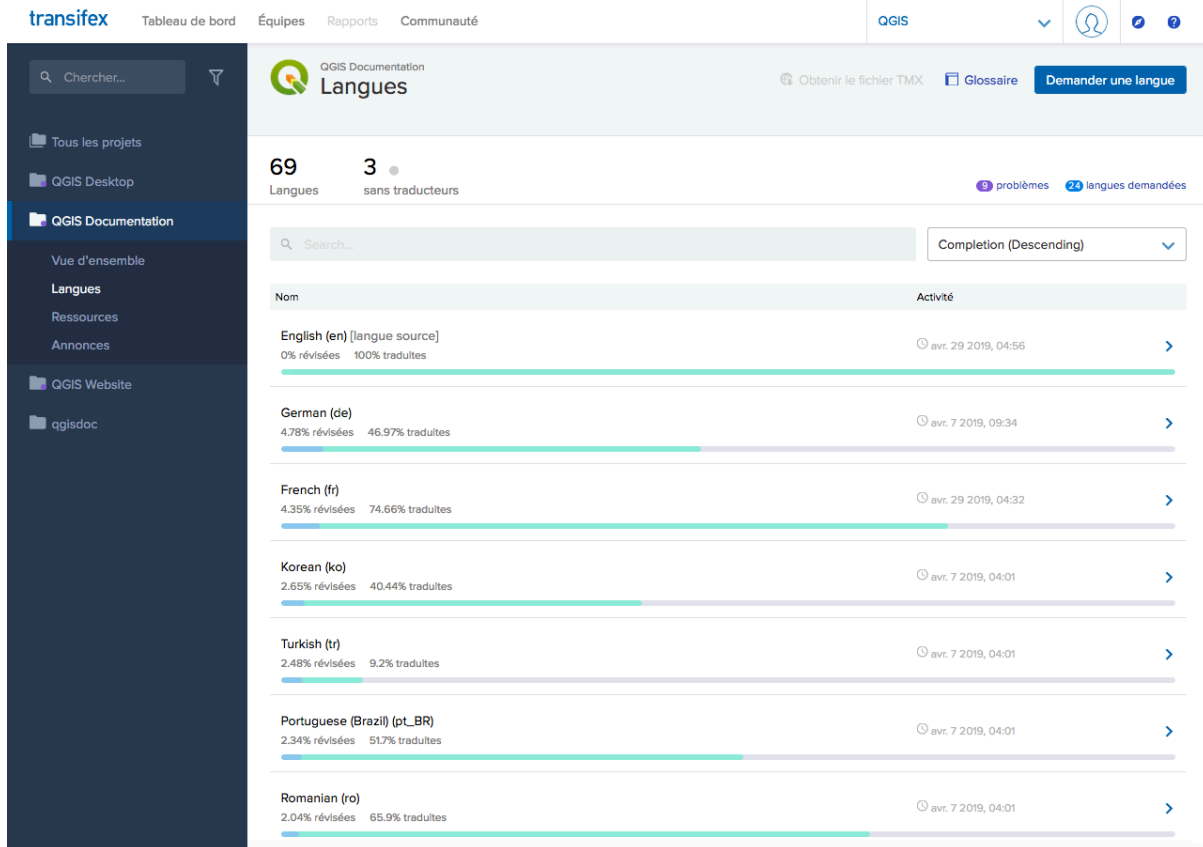 transifex
Tableau de bord
Équipes
Rapports
Communauté
QGIS
Chercher...
Tous les projets
QGIS Desktop
QGIS Documentation
Vue d'ensemble
Langues
Ressources
Annonces
QGIS Website
qgisdoc
QGIS Documentation
Langues
Obtenir le fichier TMX
Glossaire
Demander une langue
69
Langues
3
sans traducteurs
9 problèmes
24 langues demandées
Search...
Completion (Descending)
Nom
Activité
English (en) [langue source]
0% révisées 100% traduites
avr. 29 2019, 04:56
German (de)
4.78% révisées 46.97% traduites
avr. 7 2019, 09:34
French (fr)
4.35% révisées 74.66% traduites
avr. 29 2019, 04:32
Korean (ko)
2.65% révisées 40.44% traduites
avr. 7 2019, 04:01
Turkish (tr)
2.48% révisées 9.2% traduites
avr. 7 2019, 04:01
Portuguese (Brazil) (pt_BR)
2.34% révisées 51.7% traduites
avr. 7 2019, 04:01
Romanian (ro)
2.04% révisées 65.9% traduites
avr. 7 2019, 04:01